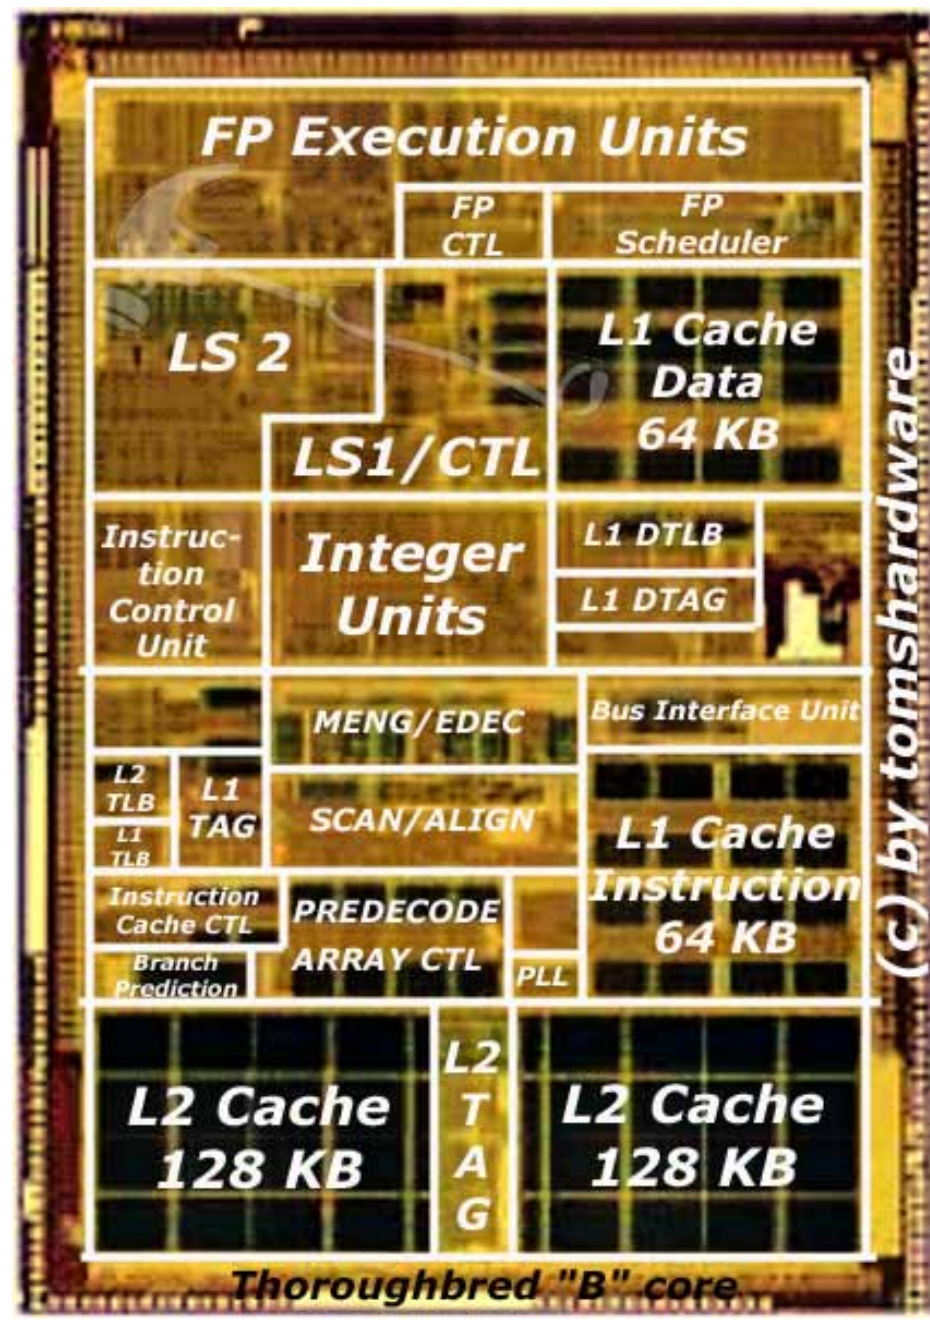 FP Execution Units
FP
CTL
FP
Scheduler
LS 2
LS1/CTL
L1 Cache
Data
64 KB
Instruc-
tion
Control
Unit
Integer
Units
L1 DTLB
L1 DTAG
MENG/EDEC
Bus Interface Unit
L2
TLB
L1
TLB
L1
TAG
SCAN/ALIGN
L1 Cache
Instruction
64 KB
Instruction
Cache CTL
PREDECODE
ARRAY CTL
Branch
Prediction
PLL
L2 Cache
128 KB
L2
T
A
G
L2 Cache
128 KB
Thoroughbred "B" core
(c) by tomshardware